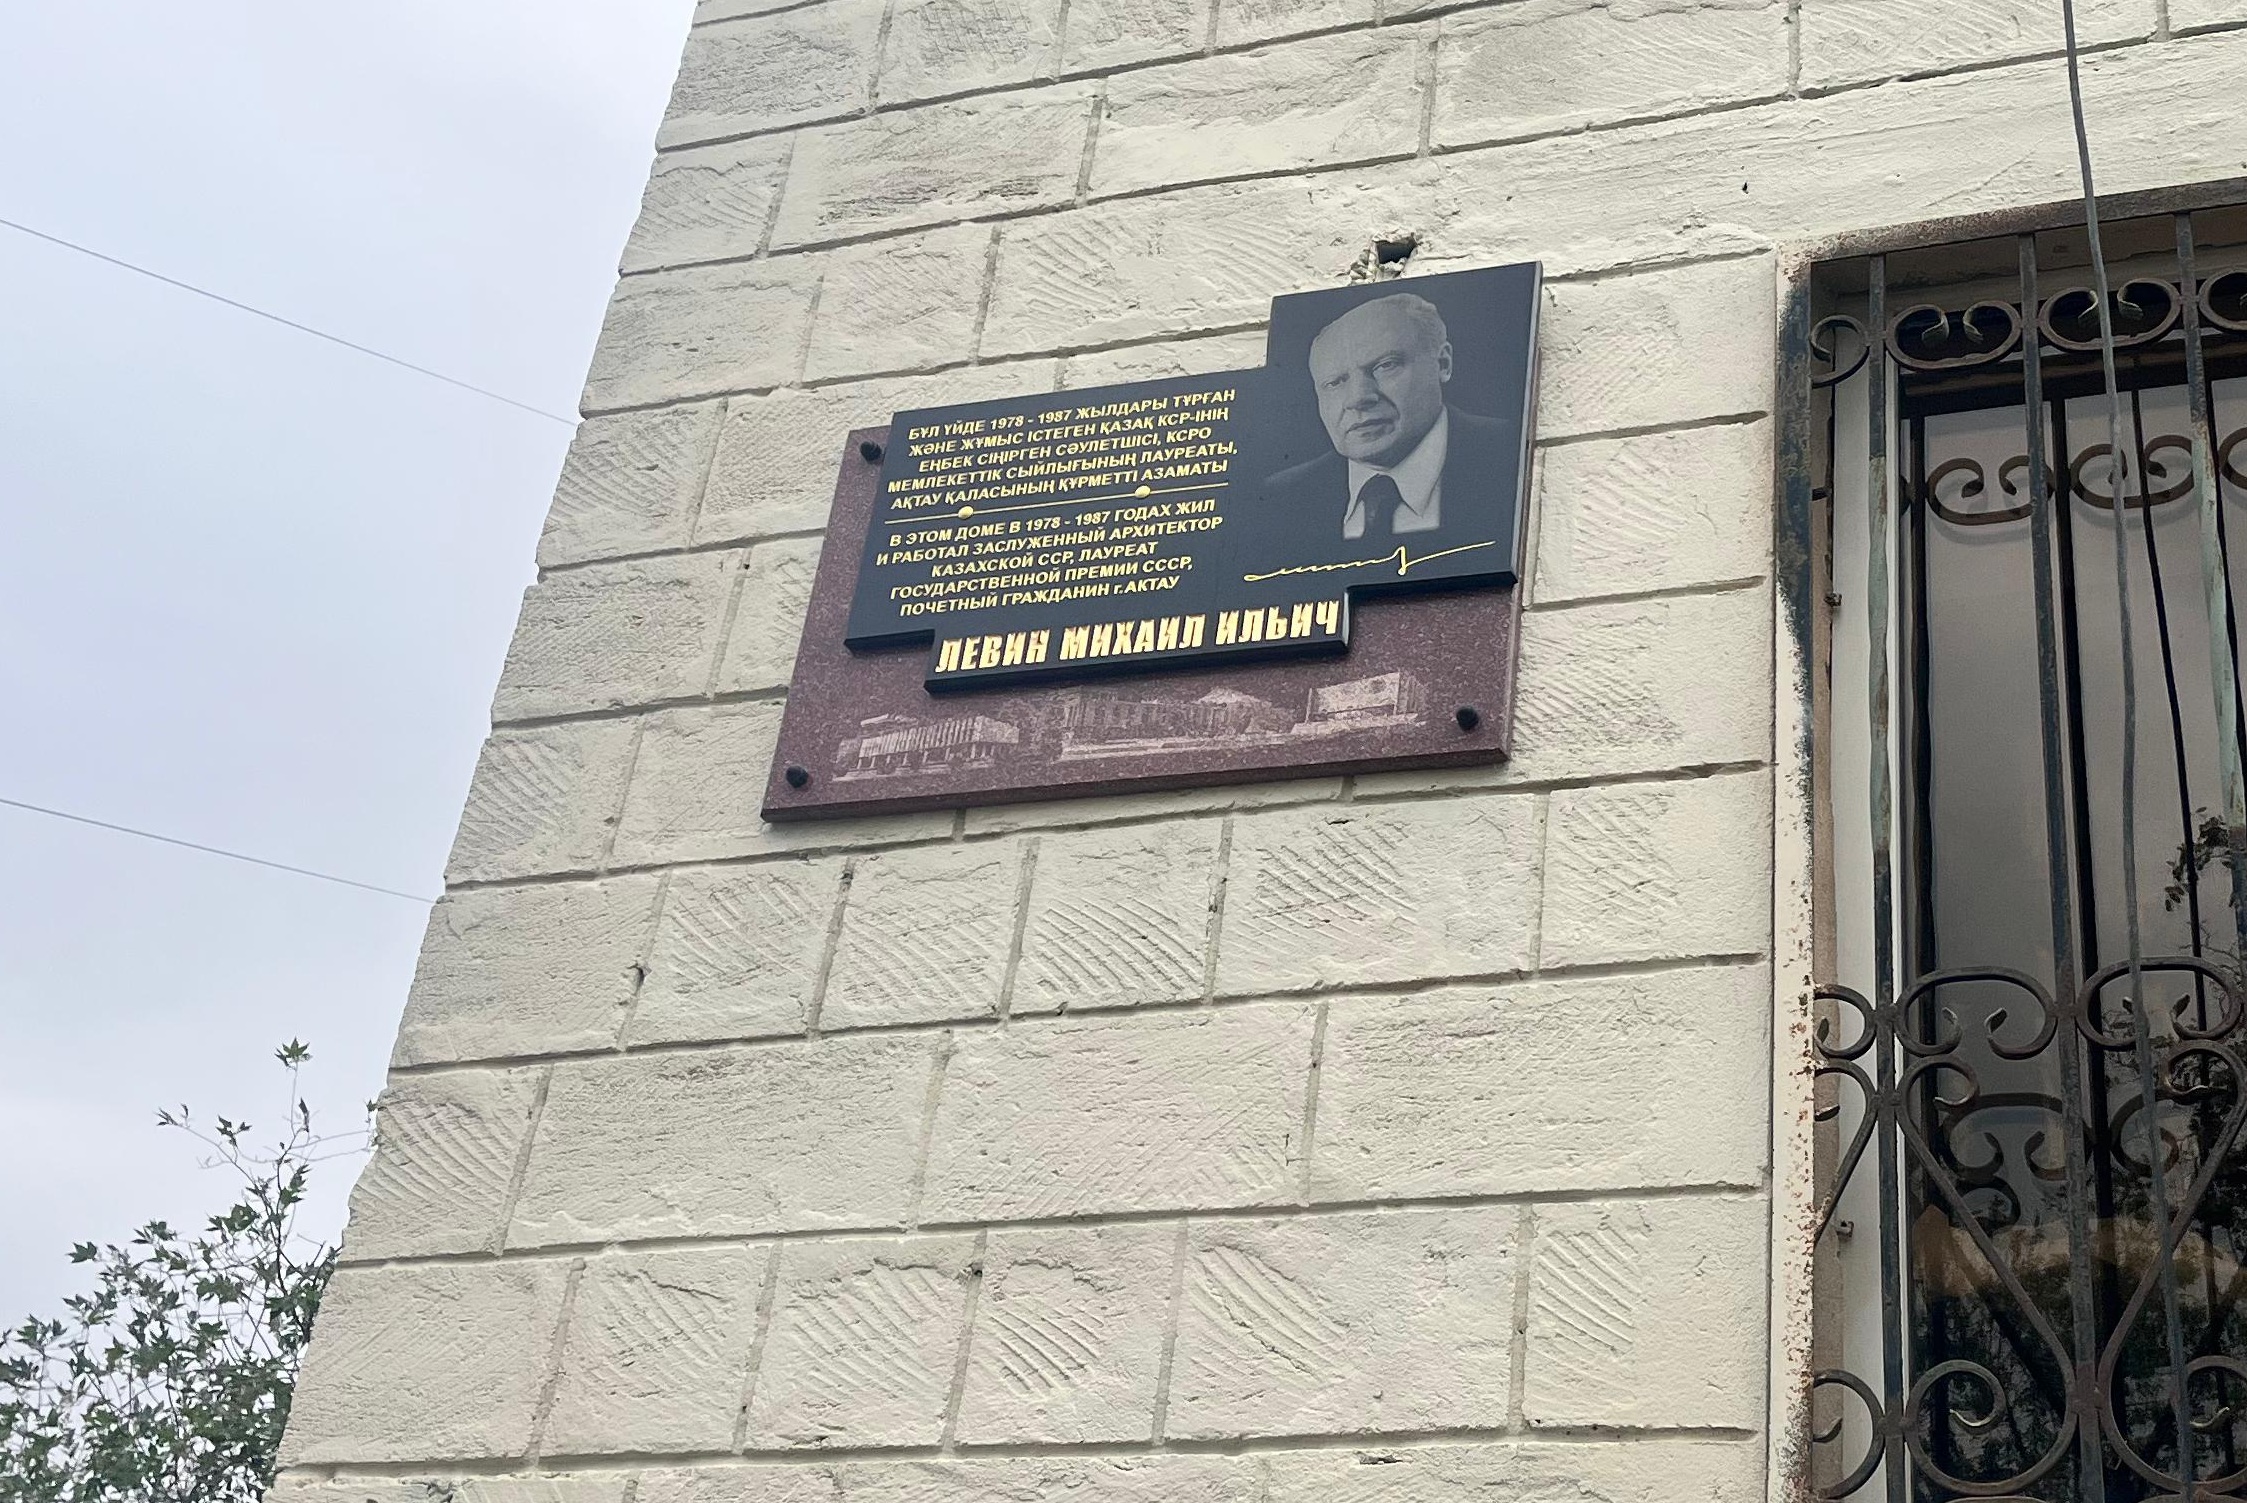 БҰЛ ҮЙДЕ 1978 - 1987 ЖЫЛДАРЫ ТҰРҒАН
ЖӘНЕ ЖҰМЫС ІСТЕГЕН ҚАЗАҚ КСР-ІНІҢ
ЕҢБЕК СІҢІРГЕН СӘУЛЕТШІСІ, КСРО
МЕМЛЕКЕТТІК СЫЙЛЫҒЫНЫҢ ЛАУРЕАТЫ,
АҚТАУ ҚАЛАСЫНЫҢ ҚҰРМЕТТІ АЗАМАТЫ
В ЭТОМ ДОМЕ В 1978 - 1987 ГОДАХ ЖИЛ
И РАБОТАЛ ЗАСЛУЖЕННЫЙ АРХИТЕКТОР
КАЗАХСКОЙ ССР, ЛАУРЕАТ
ГОСУДАРСТВЕННОЙ ПРЕМИИ СССР,
ПОЧЕТНЫЙ ГРАЖДАНИН г.АКТАУ
ЛЕВИН МИХАИЛ ИЛЬИЧ